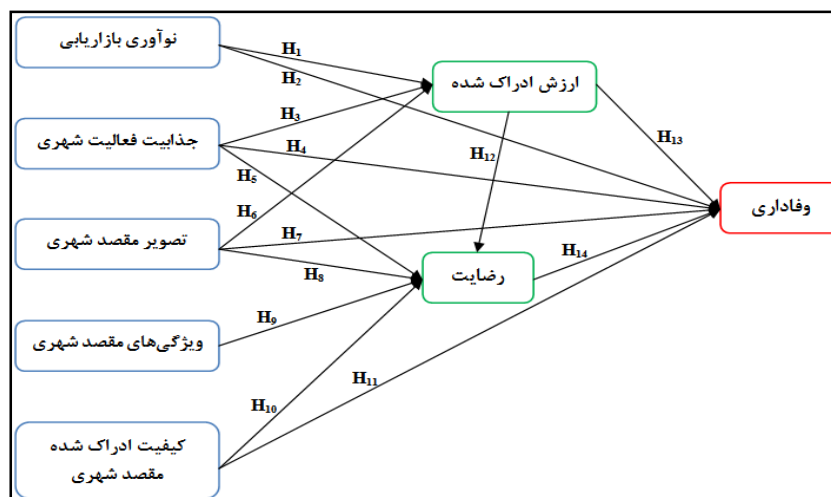 نوآوری بازاریابی
جذابیت فعالیت شهری
تصویر مقصد شهری
ویژگی‌های مقصد شهری
کیفیت ادراک شده
مقصد شهری
ارزش ادراک شده
رضایت
وفاداری
H1
H2
H3
H4
H5
H6
H7
H8
H9
H10
H11
H12
H13
H14